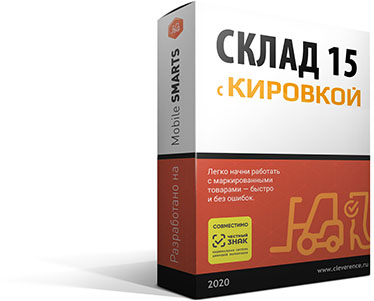 Разработано на Mobile SMARTS
СКЛАД 15
с КИРОВКОЙ
Легко начни работать
с маркированными
товарами — быстро
и без ошибок.
СОВМЕСТИМО
ЧЕСТНЫЙ
ЗНАК
2020
www.cleverence.ru